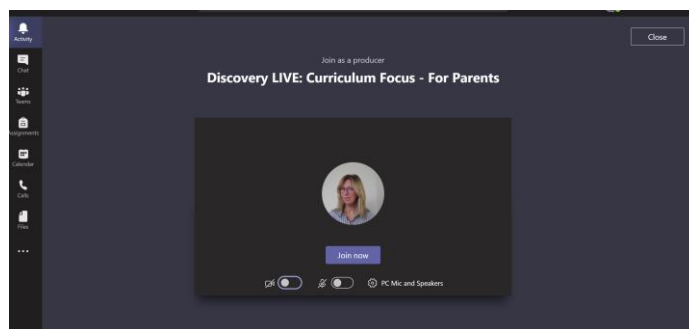 Activity
Close
Chat
Join as a producer
Discovery LIVE: Curriculum Focus - For Parents
Teams
Assignments
Calendar
Calls
Files
Join now
PC Mic and Speakers